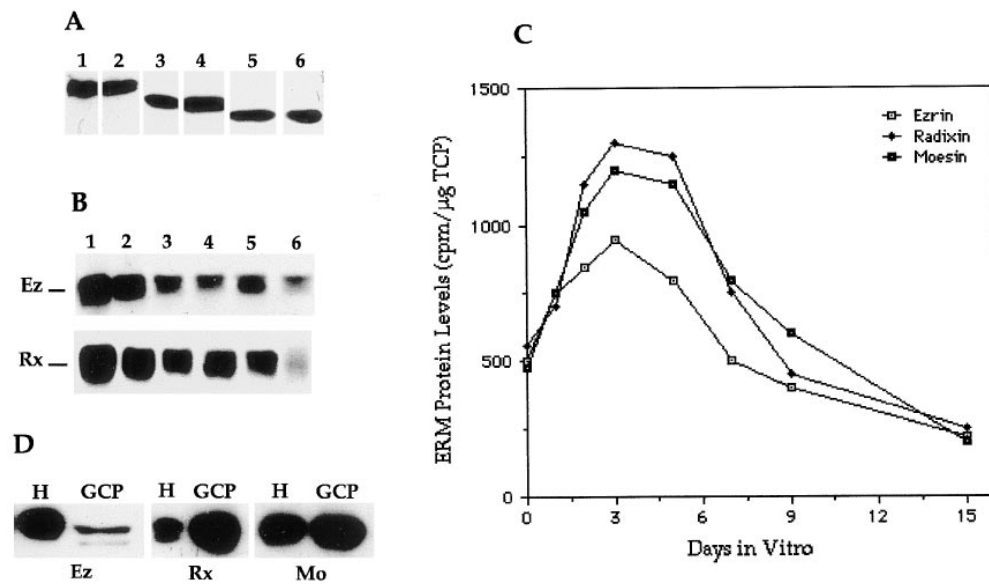 A
1 2 3 4 5 6
B
1 2 3 4 5 6
Ez
Rx
D
H GCP H GCP H GCP
Ez Rx Mo
C
ERM Protein Levels (cpm/µg TCP)
1500
1000
500
0
Ezrin
Radixin
Moesin
0 3 6 9 12 15
Days in Vitro